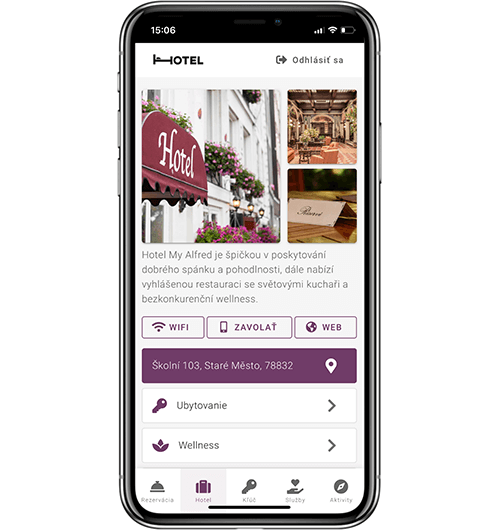 15:06
HOTEL
Odhlásiť sa
Hotel
Reserved
Hotel My Alfred je špičkou v poskytování
dobrého spánku a pohodlnosti, dále nabízí
vyhlášenou restauraci se světovými kuchaři a
bezkonkurenční wellness.
WIFI
ZAVOLAŤ
WEB
Školní 103, Staré Město, 78832
Ubytovanie
Wellness
Rezervácia
Hotel
Kľúč
Služby
Aktivity